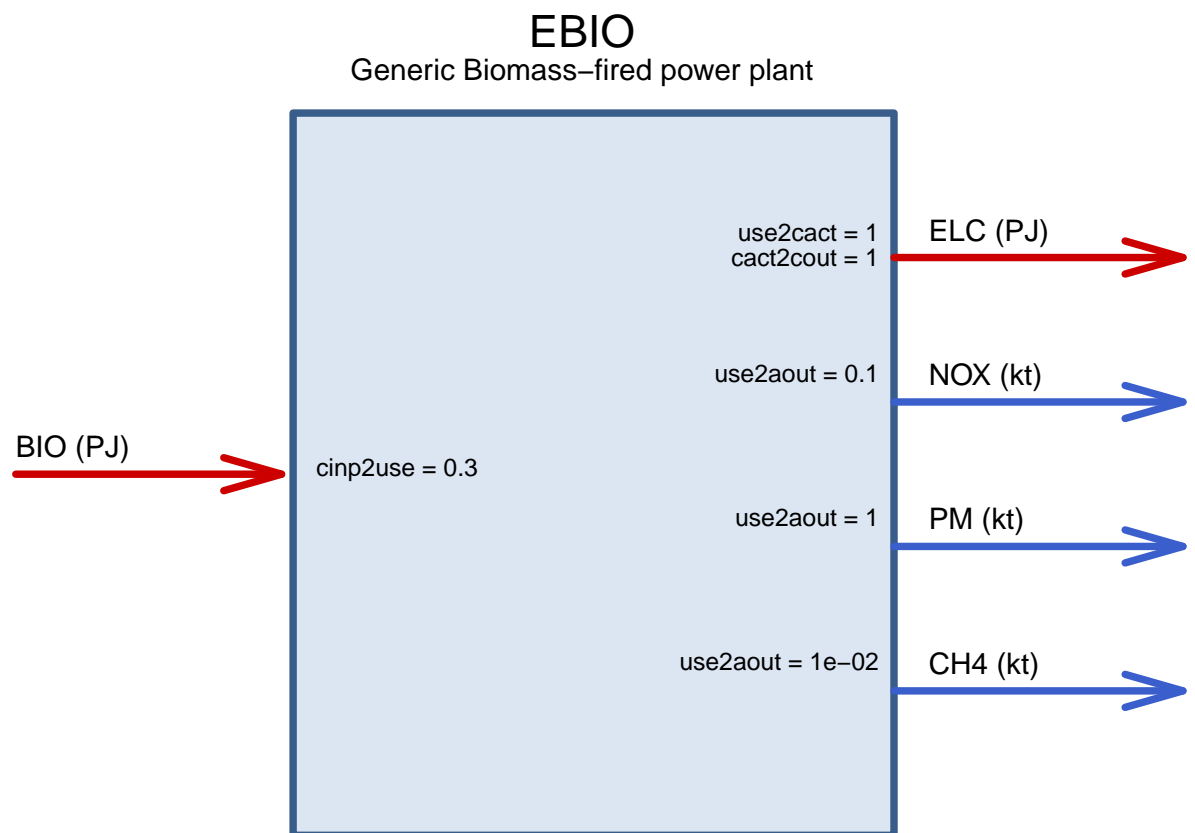 EBIO
Generic Biomass−fired power plant
use2cact = 1
cact2cout = 1
ELC (PJ)
use2aout = 0.1
NOX (kt)
BIO (PJ)
cinp2use = 0.3
use2aout = 1
PM (kt)
use2aout = 1e−02
CH4 (kt)